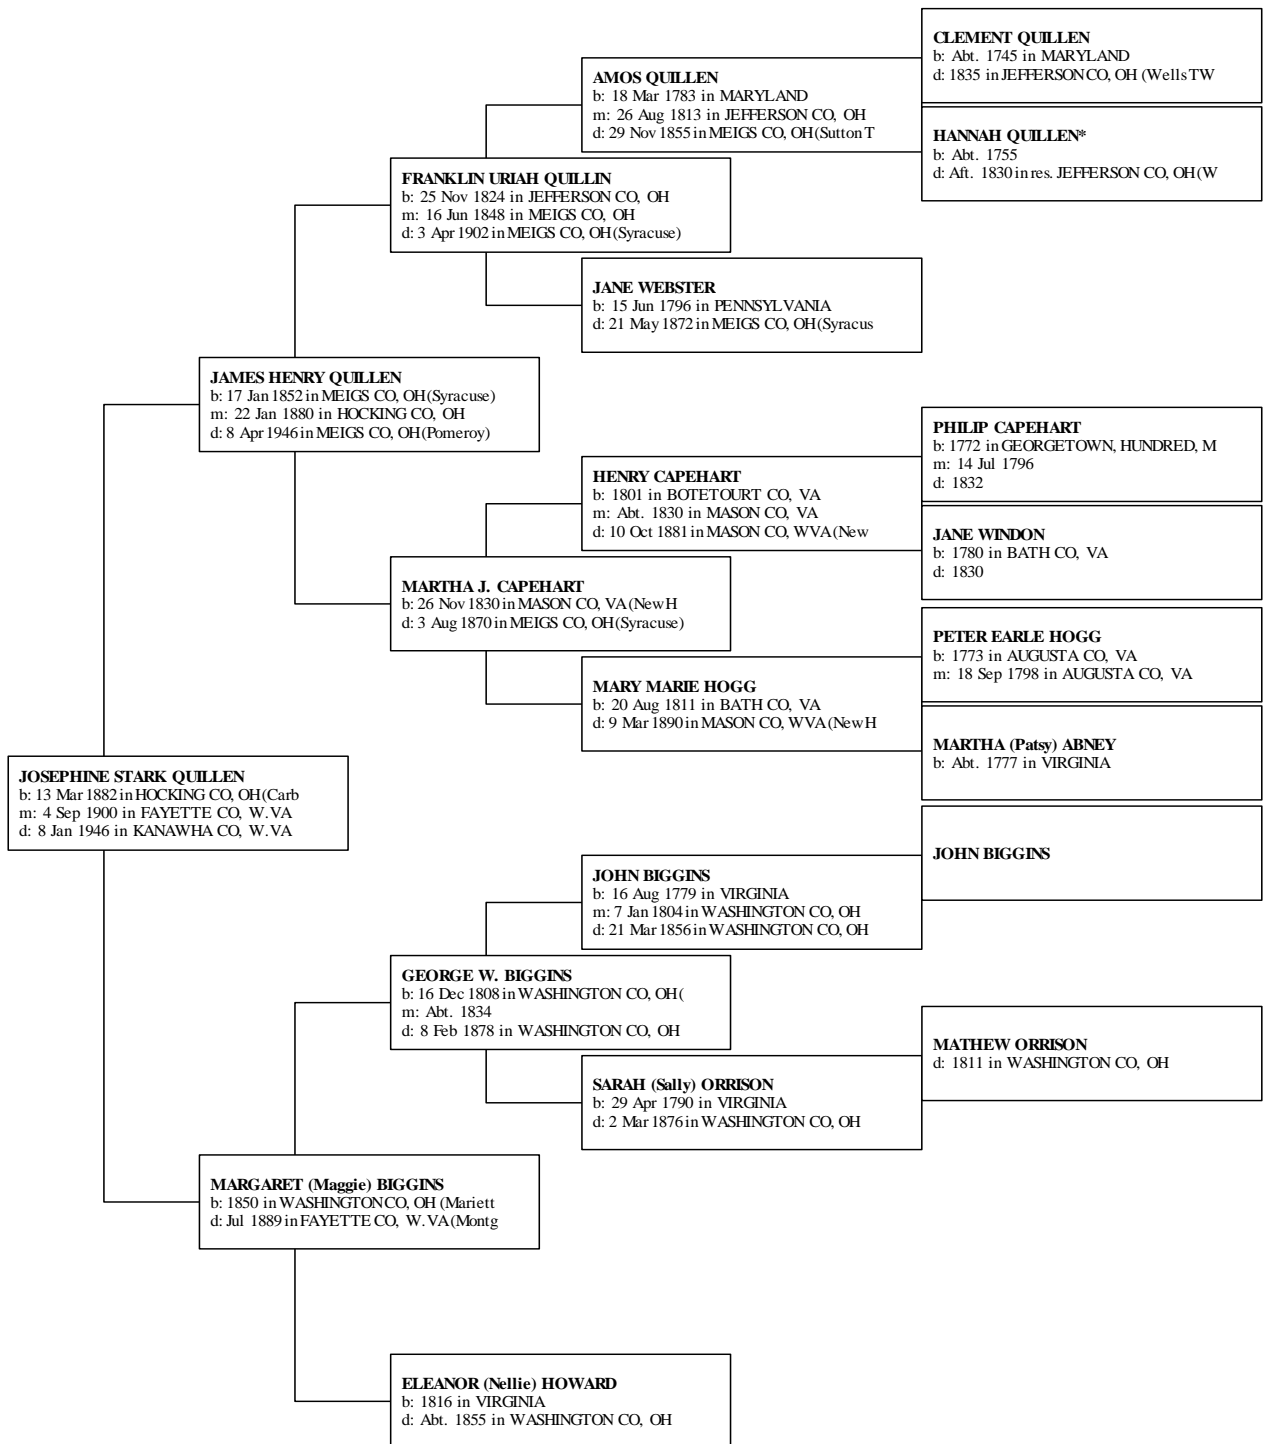 CLEMENT QUILLEN
b: Abt. 1745 in MARYLAND
d: 1835 in JEFFERSON CO, OH (Wells TW
AMOS QUILLEN
b: 18 Mar 1783 in MARYLAND
m: 26 Aug 1813 in JEFFERSON CO, OH
d: 29 Nov 1855 in MEIGS CO, OH (Sutton T
HANNAH QUILLEN*
b: Abt. 1755
d: Aft. 1830 in res. JEFFERSON CO, OH (W
FRANKLIN URIAH QUILLIN
b: 25 Nov 1824 in JEFFERSON CO, OH
m: 16 Jun 1848 in MEIGS CO, OH
d: 3 Apr 1902 in MEIGS CO, OH (Syracuse)
JANE WEBSTER
b: 15 Jun 1796 in PENNSYLVANIA
d: 21 May 1872 in MEIGS CO, OH (Syracus
JAMES HENRY QUILLEN
b: 17 Jan 1852 in MEIGS CO, OH (Syracuse)
m: 22 Jan 1880 in HOCKING CO, OH
d: 8 Apr 1946 in MEIGS CO, OH (Pomeroy)
PHILIP CAPEHART
b: 1772 in GEORGETOWN, HUNDRED, M
m: 14 Jul 1796
d: 1832
HENRY CAPEHART
b: 1801 in BOTETOURT CO, VA
m: Abt. 1830 in MASON CO, VA
d: 10 Oct 1881 in MASON CO, WVA (New
JANE WINDON
b: 1780 in BATH CO, VA
d: 1830
MARTHA J. CAPEHART
b: 26 Nov 1830 in MASON CO, VA (New H
d: 3 Aug 1870 in MEIGS CO, OH (Syracuse)
PETER EARLE HOGG
b: 1773 in AUGUSTA CO, VA
m: 18 Sep 1798 in AUGUSTA CO, VA
MARY MARIE HOGG
b: 20 Aug 1811 in BATH CO, VA
d: 9 Mar 1890 in MASON CO, WVA (New H
MARTHA (Patsy) ABNEY
b: Abt. 1777 in VIRGINIA
JOSEPHINE STARK QUILLEN
b: 13 Mar 1882 in HOCKING CO, OH (Carb
m: 4 Sep 1900 in FAYETTE CO, W. VA
d: 8 Jan 1946 in KANAWHA CO, W. VA
JOHN BIGGINS
JOHN BIGGINS
b: 16 Aug 1779 in VIRGINIA
m: 7 Jan 1804 in WASHINGTON CO, OH
d: 21 Mar 1856 in WASHINGTON CO, OH
GEORGE W. BIGGINS
b: 16 Dec 1808 in WASHINGTON CO, OH (
m: Abt. 1834
d: 8 Feb 1878 in WASHINGTON CO, OH
MATHEW ORRISON
d: 1811 in WASHINGTON CO, OH
SARAH (Sally) ORRISON
b: 29 Apr 1790 in VIRGINIA
d: 2 Mar 1876 in WASHINGTON CO, OH
MARGARET (Maggie) BIGGINS
b: 1850 in WASHINGTON CO, OH (Mariett
d: Jul 1889 in FAYETTE CO, W. VA (Montg
ELEANOR (Nellie) HOWARD
b: 1816 in VIRGINIA
d: Abt. 1855 in WASHINGTON CO, OH